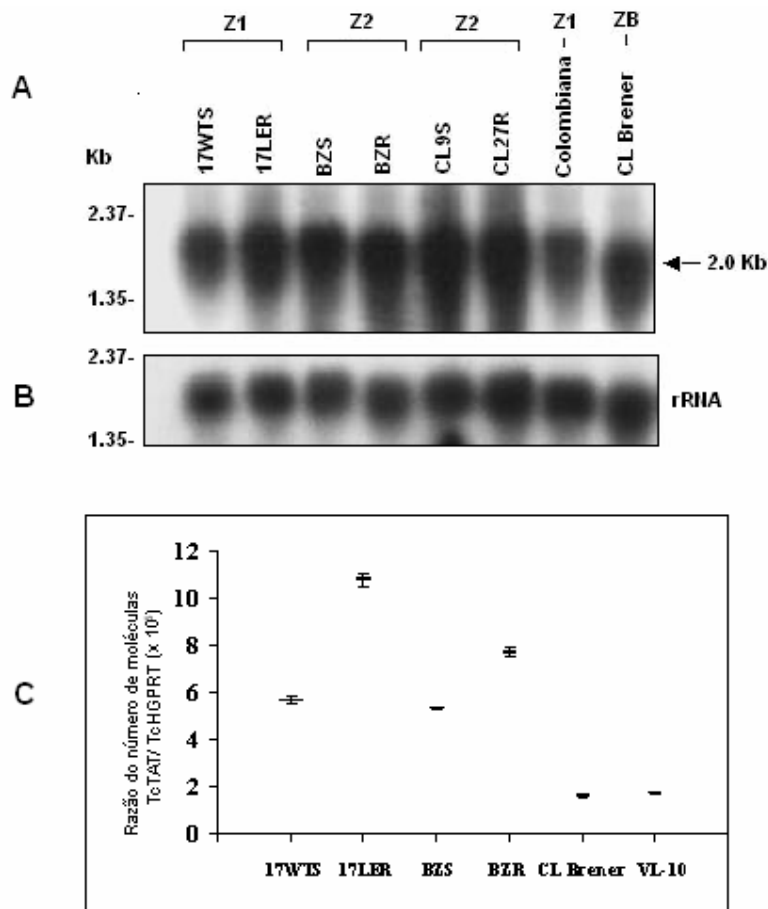 Z1 Z2 Z2 Z1 ZB
A
17WTS 17LER BZS BZR CL9S CL27R Colombiana CL Brener
Kb
2.37-
2.0 Kb
1.35-
2.37-
B
rRNA
1.35-
C
Razão do número de moléculas
TcTAT/ TcHGPRT (x 10³)
12
10
8
6
4
2
0
17WTS 17LER BZS BZR CL Brener VL-10